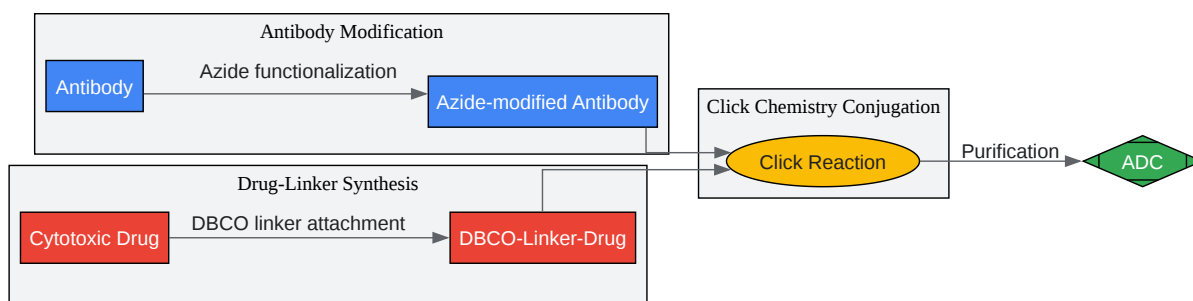 Antibody Modification
Antibody
Azide functionalization
Azide-modified Antibody
Drug-Linker Synthesis
Cytotoxic Drug
DBCO linker attachment
DBCO-Linker-Drug
Click Chemistry Conjugation
Click Reaction
Purification
ADC